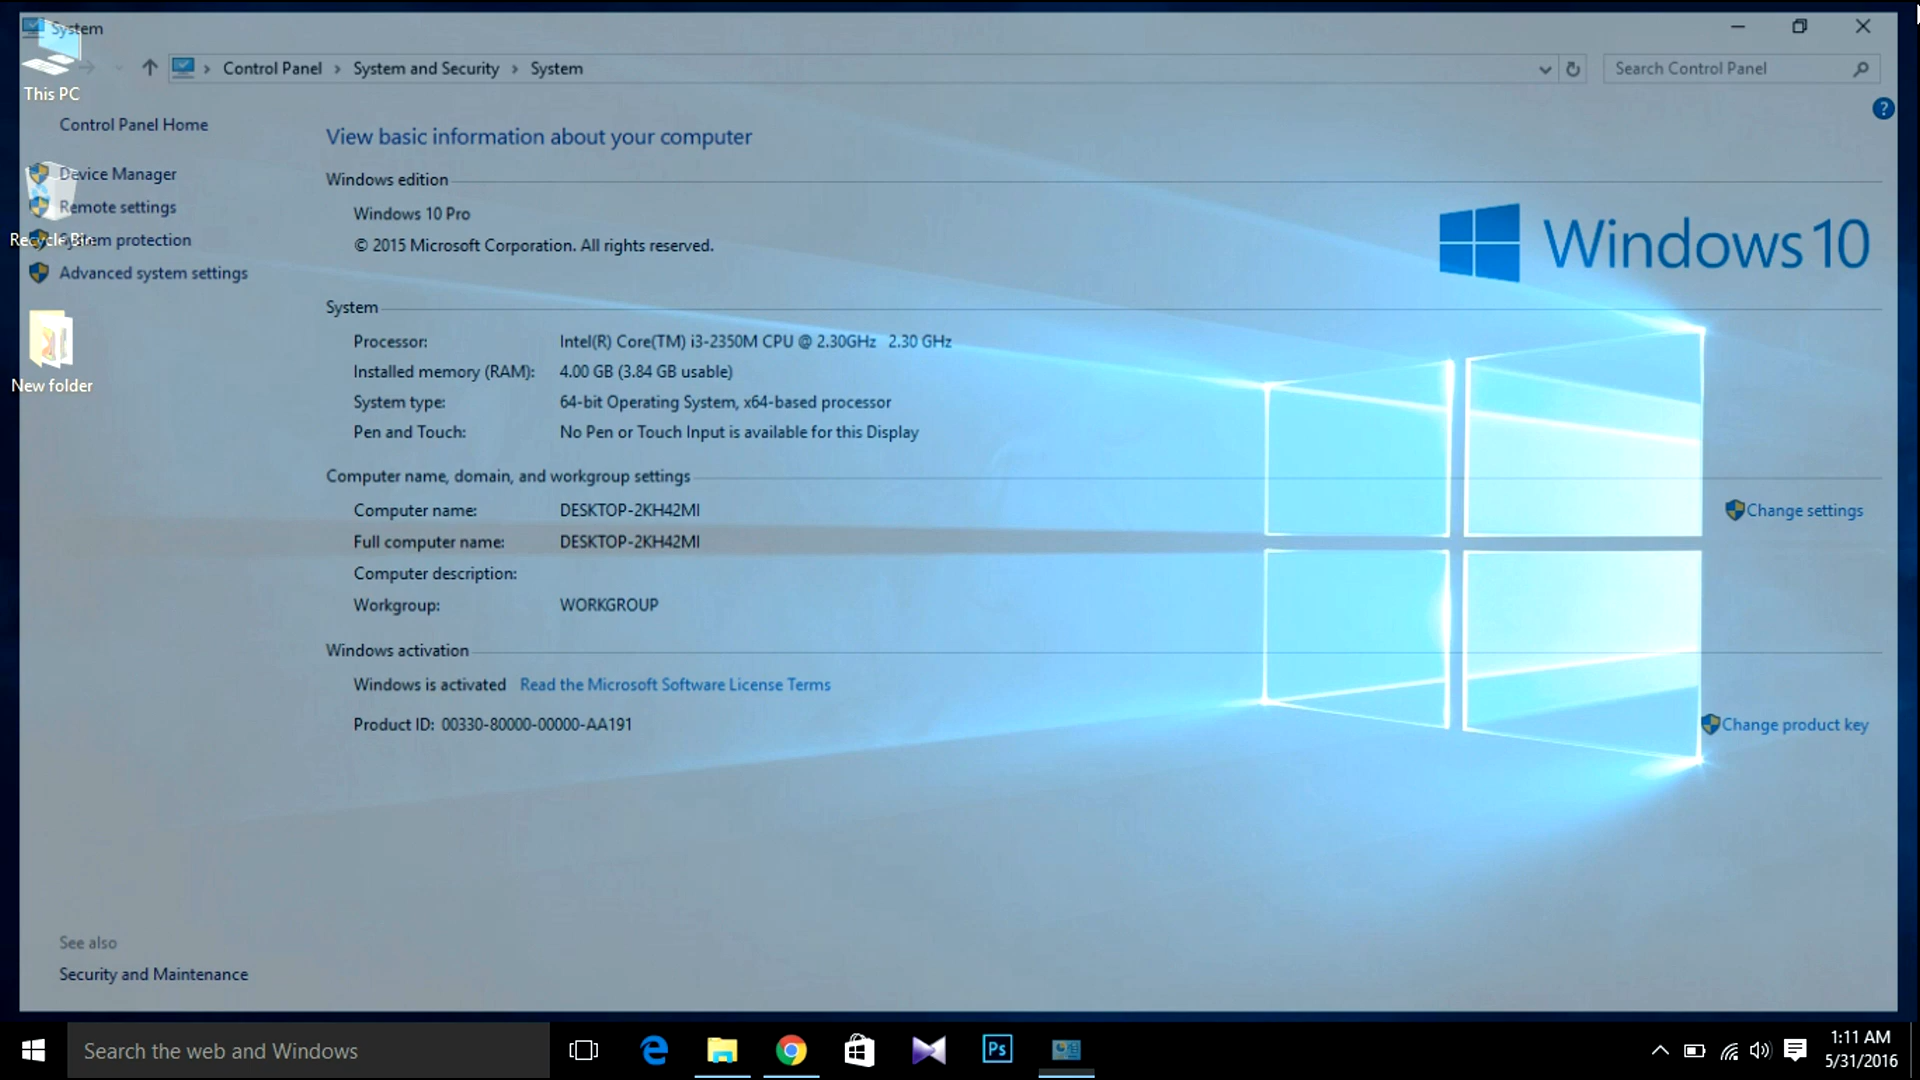 System
This PC
Control Panel › System and Security › System
Search Control Panel
Control Panel Home
Device Manager
Remote settings
System protection
Advanced system settings
Recycle Bin
New folder
View basic information about your computer
Windows edition
Windows 10 Pro
© 2015 Microsoft Corporation. All rights reserved.
Windows 10
System
Processor: Intel(R) Core(TM) i3-2350M CPU @ 2.30GHz 2.30 GHz
Installed memory (RAM): 4.00 GB (3.84 GB usable)
System type: 64-bit Operating System, x64-based processor
Pen and Touch: No Pen or Touch Input is available for this Display
Computer name, domain, and workgroup settings
Computer name: DESKTOP-2KH42MI
Change settings
Full computer name: DESKTOP-2KH42MI
Computer description:
Workgroup: WORKGROUP
Windows activation
Windows is activated Read the Microsoft Software License Terms
Product ID: 00330-80000-00000-AA191
Change product key
See also
Security and Maintenance
Search the web and Windows
Ps
1:11 AM
5/31/2016